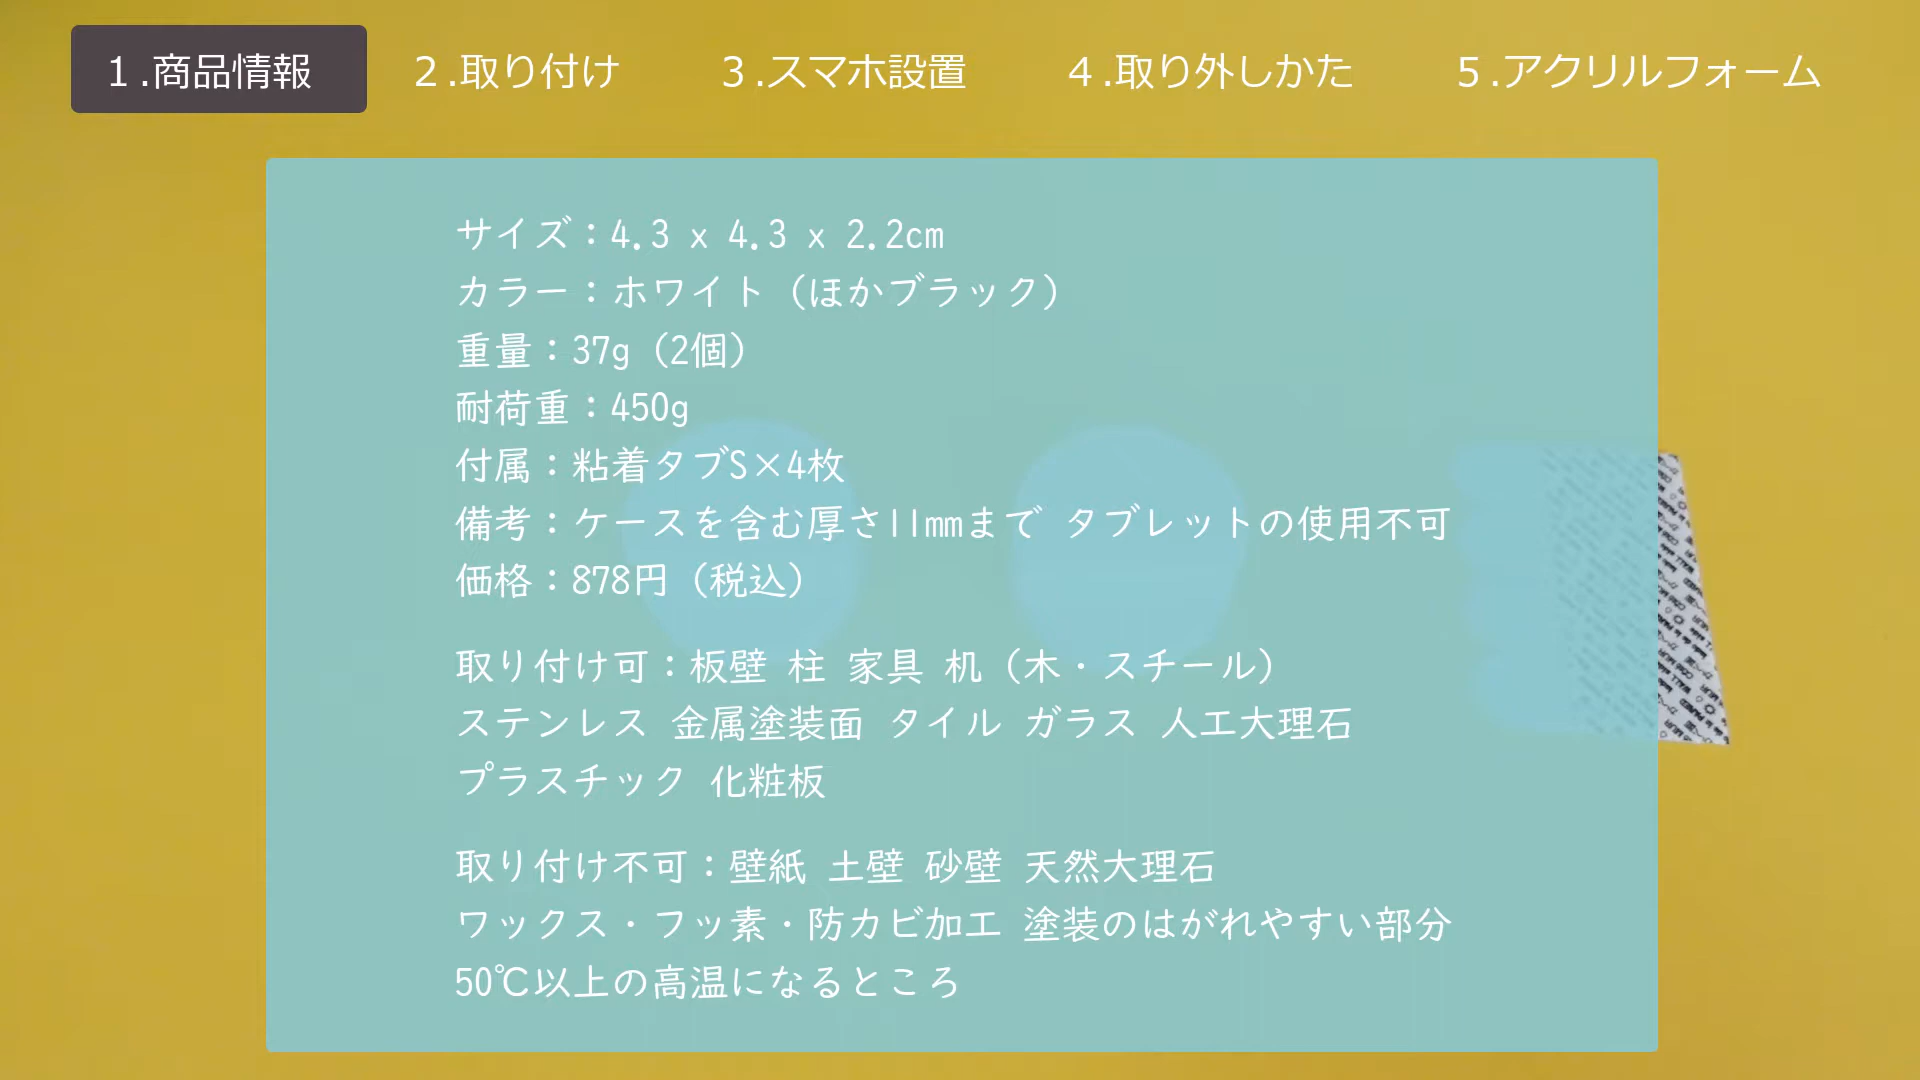 1.商品情報
2.取り付け
3.スマホ設置
4.取り外しかた
5.アクリルフォーム
サイズ：4.3 x 4.3 x 2.2cm
カラー：ホワイト（ほかブラック）
重量：37g（2個）
耐荷重：450g
付属：粘着タブS×4枚
備考：ケースを含む厚さ11mmまで タブレットの使用不可
価格：878円（税込）
取り付け可：板壁 柱 家具 机（木・スチール）
ステンレス 金属塗装面 タイル ガラス 人工大理石
プラスチック 化粧板
取り付け不可：壁紙 土壁 砂壁 天然大理石
ワックス・フッ素・防カビ加工 塗装のはがれやすい部分
50℃以上の高温になるところ